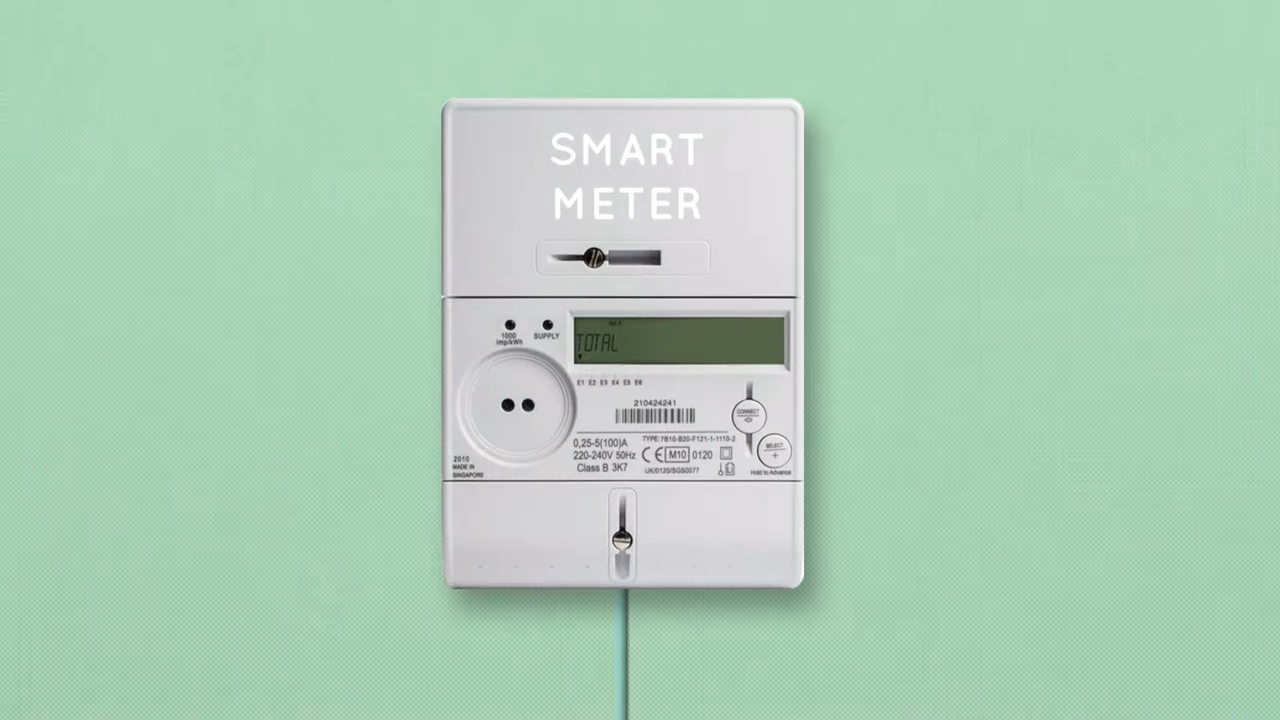 SMART
METER
TOTAL
1000
Imp/kWh
SUPPLY
E1 E2 E3 E4 E5 E6
210424241
CONNECT
TYPE:7B10-B20-F121-1-1110-2
0,25-5(100)A
220-240V 50Hz
Class B 3K7
CE M10 0120
UK/0120/SGS0077
SELECT
+
Hold to Advance
2010
MADE IN
SINGAPORE